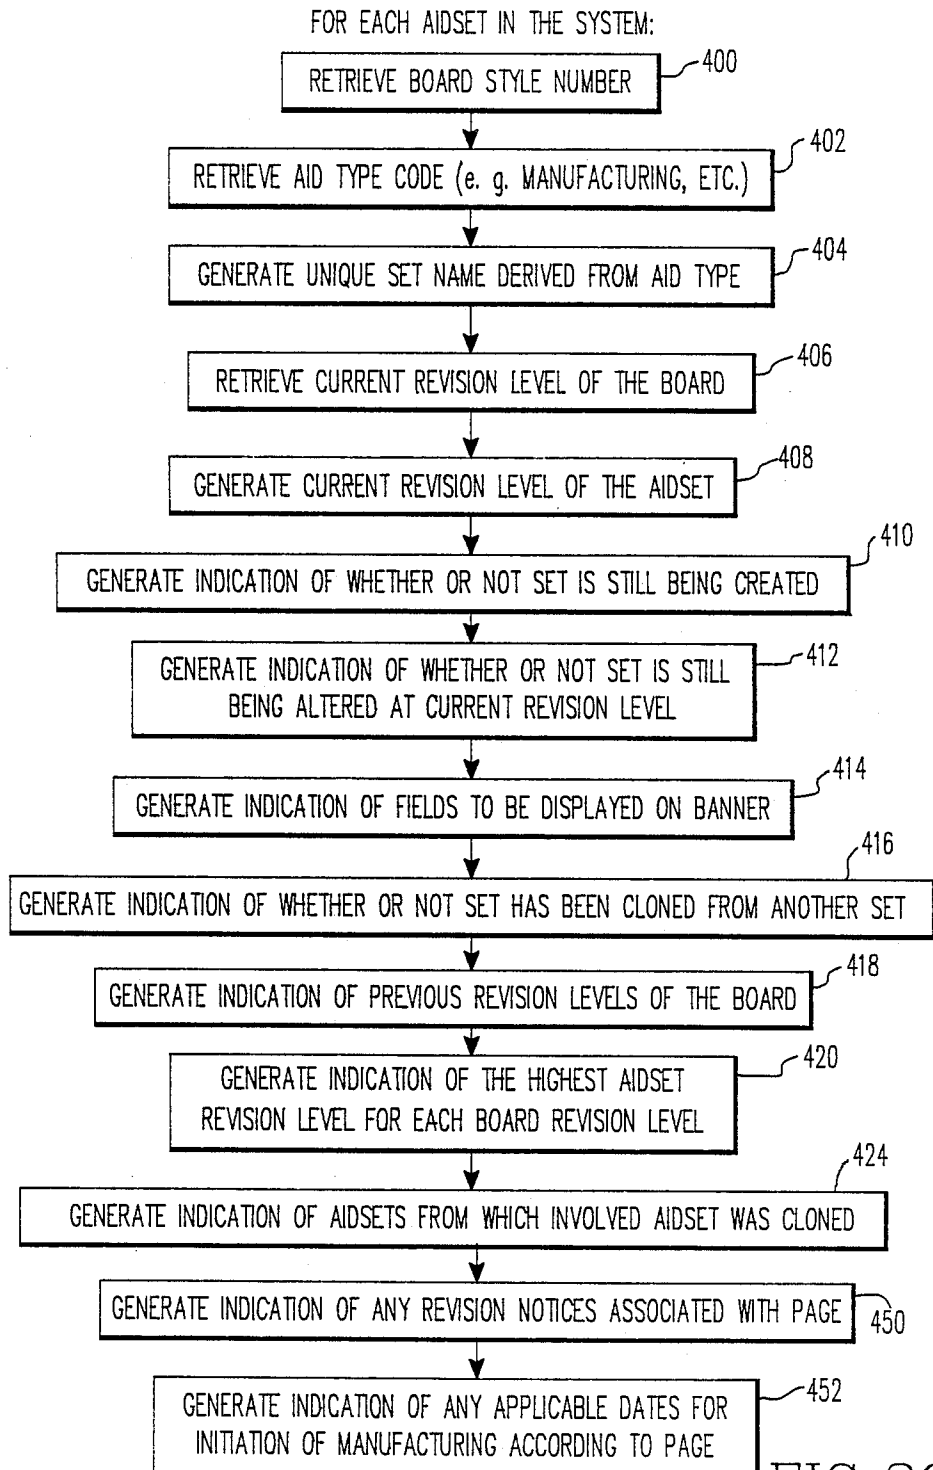 FOR EACH AIDSET IN THE SYSTEM:
RETRIEVE BOARD STYLE NUMBER
400
RETRIEVE AID TYPE CODE (e. g. MANUFACTURING, ETC.)
402
GENERATE UNIQUE SET NAME DERIVED FROM AID TYPE
404
RETRIEVE CURRENT REVISION LEVEL OF THE BOARD
406
GENERATE CURRENT REVISION LEVEL OF THE AIDSET
408
GENERATE INDICATION OF WHETHER OR NOT SET IS STILL BEING CREATED
410
GENERATE INDICATION OF WHETHER OR NOT SET IS STILL
BEING ALTERED AT CURRENT REVISION LEVEL
412
GENERATE INDICATION OF FIELDS TO BE DISPLAYED ON BANNER
414
GENERATE INDICATION OF WHETHER OR NOT SET HAS BEEN CLONED FROM ANOTHER SET
416
GENERATE INDICATION OF PREVIOUS REVISION LEVELS OF THE BOARD
418
GENERATE INDICATION OF THE HIGHEST AIDSET
REVISION LEVEL FOR EACH BOARD REVISION LEVEL
420
GENERATE INDICATION OF AIDSETS FROM WHICH INVOLVED AIDSET WAS CLONED
424
GENERATE INDICATION OF ANY REVISION NOTICES ASSOCIATED WITH PAGE
450
GENERATE INDICATION OF ANY APPLICABLE DATES FOR
INITIATION OF MANUFACTURING ACCORDING TO PAGE
452